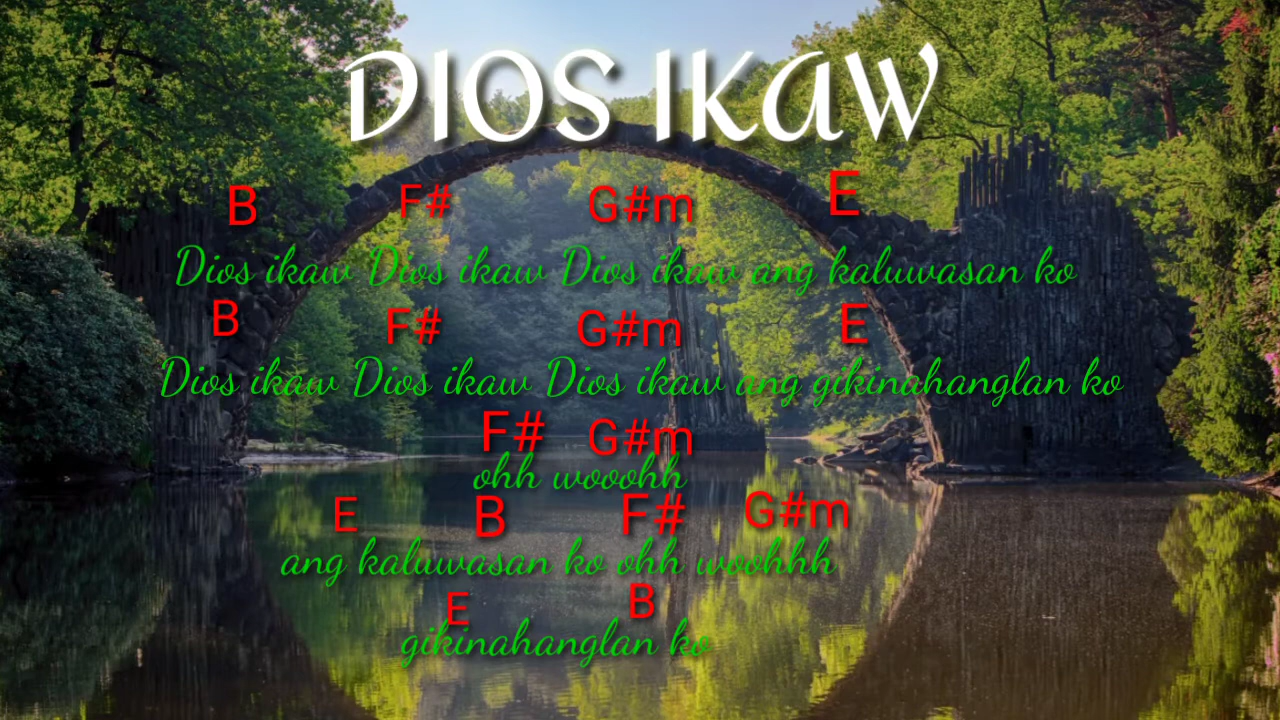 DIOS IKAW
B F# G#m E
Dios ikaw Dios ikaw Dios ikaw ang kaluwasan ko
B F# G#m E
Dios ikaw Dios ikaw Dios ikaw ang gikinahanglan ko
F# G#m
ohh wooohh
E B F# G#m
ang kaluwasan ko ohh woohhh
E B
gikinahanglan ko